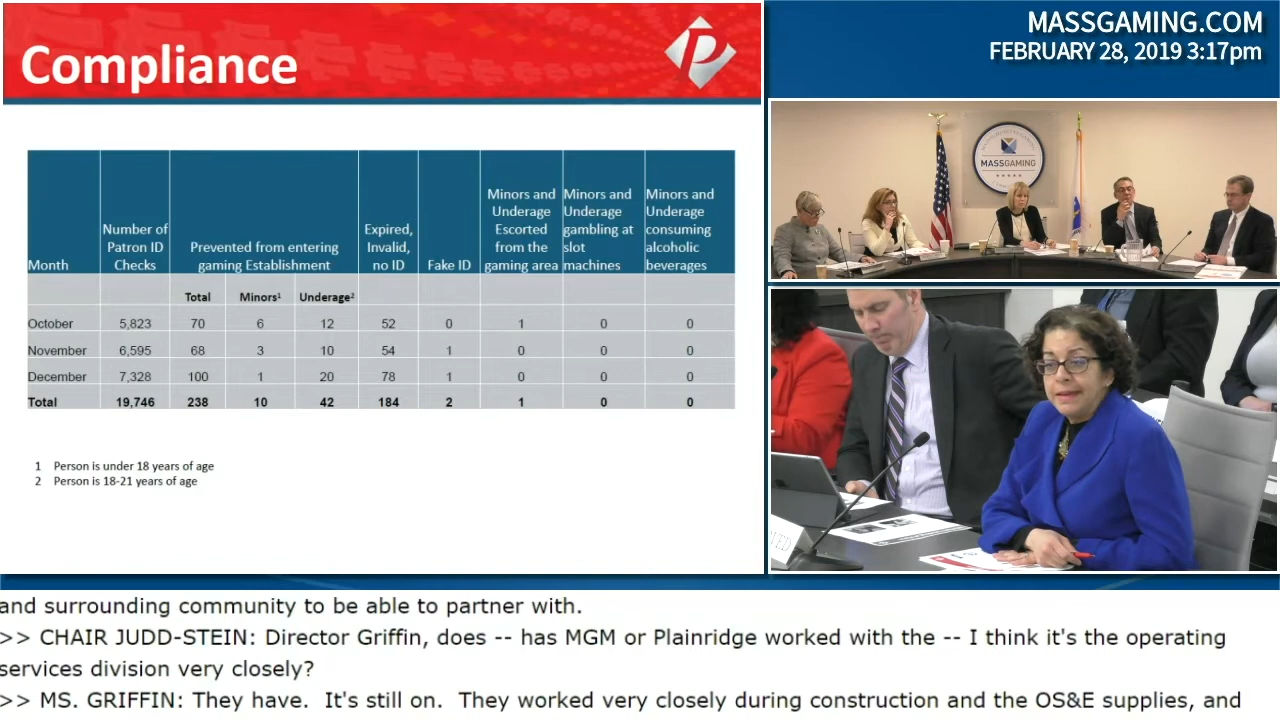 Compliance
MASSGAMING.COM
FEBRUARY 28, 2019 3:17pm
MASSGAMING
Month
Number of
Patron ID
Checks
Prevented from entering
gaming Establishment
Expired,
Invalid,
no ID
Fake ID
Minors and
Underage
Escorted
from the
gaming area
Minors and
Underage
gambling at
slot
machines
Minors and
Underage
consuming
alcoholic
beverages
Total Minors¹ Underage²
October 5,823 70 6 12 52 0 1 0 0
November 6,595 68 3 10 54 1 0 0 0
December 7,328 100 1 20 78 1 0 0 0
Total 19,746 238 10 42 184 2 1 0 0
1 Person is under 18 years of age
2 Person is 18-21 years of age
and surrounding community to be able to partner with.
>> CHAIR JUDD-STEIN: Director Griffin, does -- has MGM or Plainridge worked with the -- I think it's the operating
services division very closely?
>> MS. GRIFFIN: They have. It's still on. They worked very closely during construction and the OS&E supplies, and